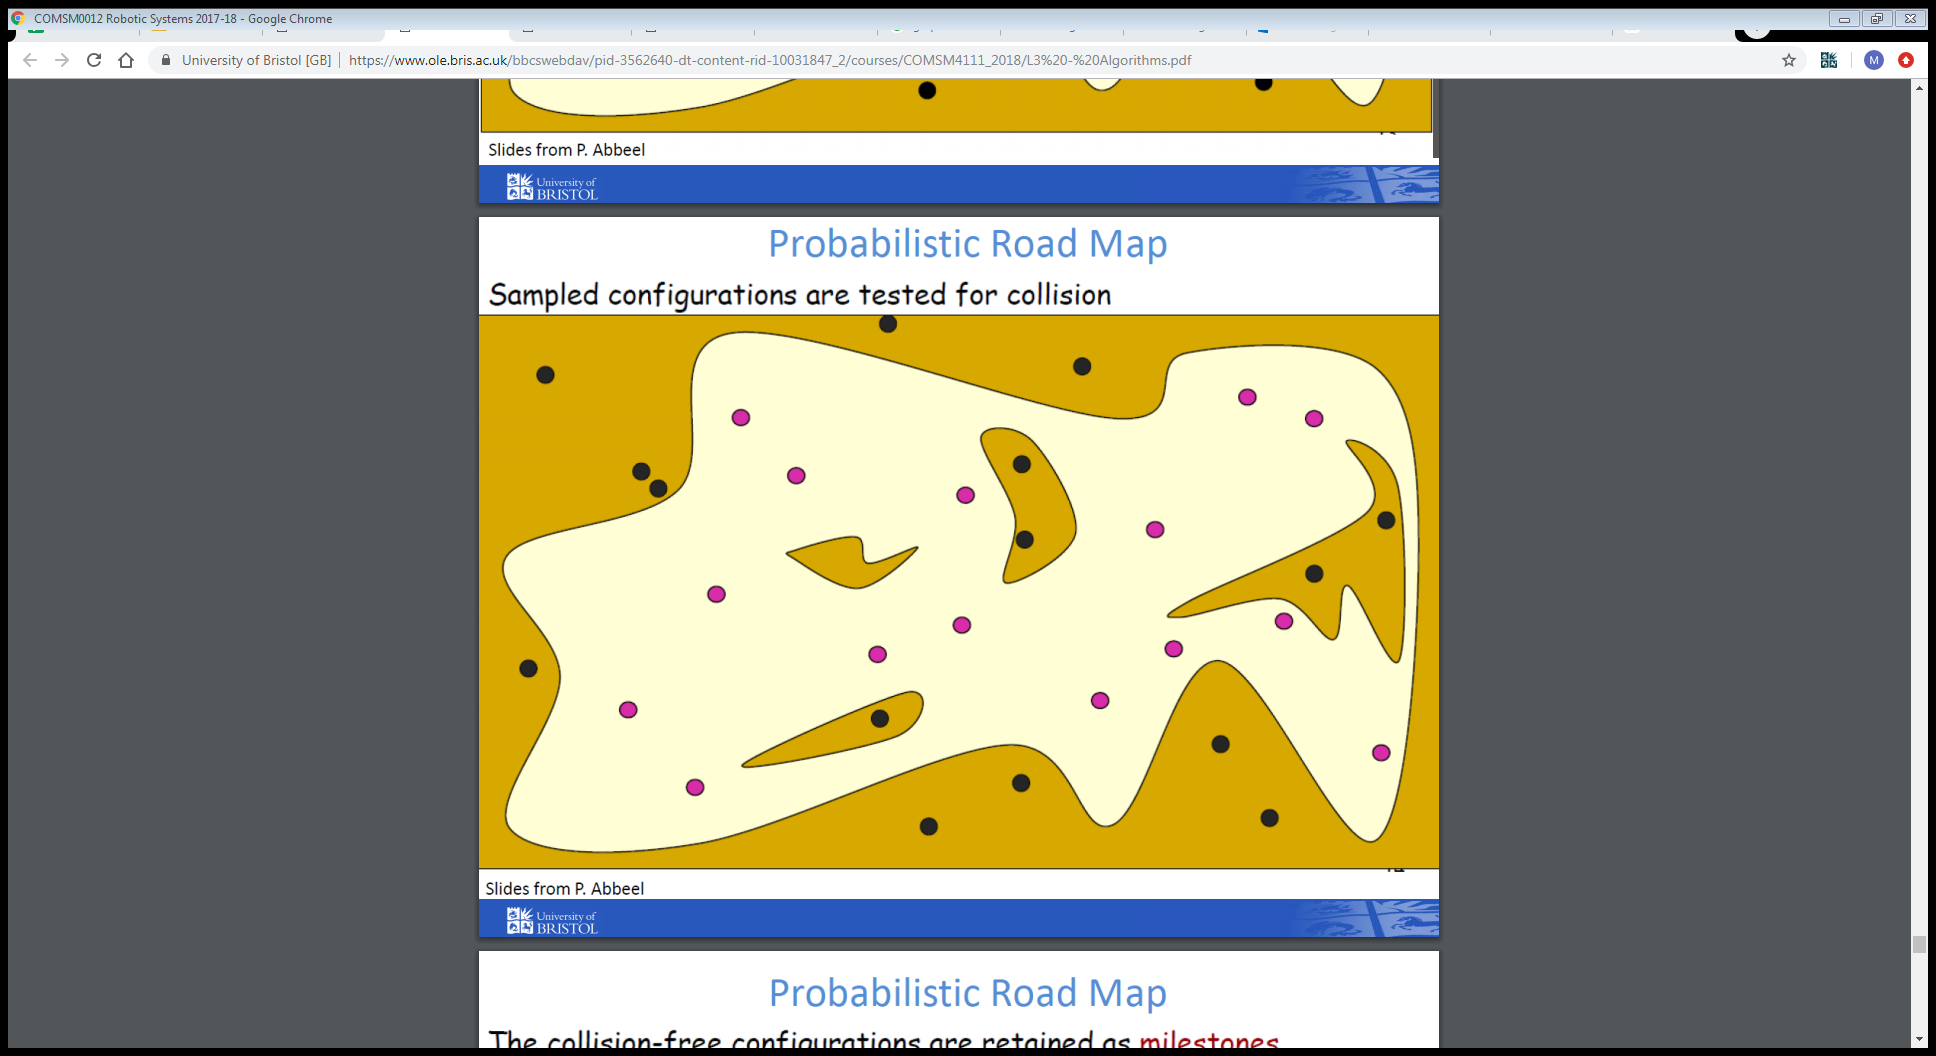 COMSM0012 Robotic Systems 2017-18 - Google Chrome
University of Bristol [GB] | https://www.ole.bris.ac.uk/bbcswebdav/pid-3562640-dt-content-rid-10031847_2/courses/COMSM4111_2018/L3%20-%20Algorithms.pdf
M
Slides from P. Abbeel
University of
BRISTOL
Probabilistic Road Map
Sampled configurations are tested for collision
Slides from P. Abbeel
University of
BRISTOL
Probabilistic Road Map
The collision-free configurations are retained as milestones